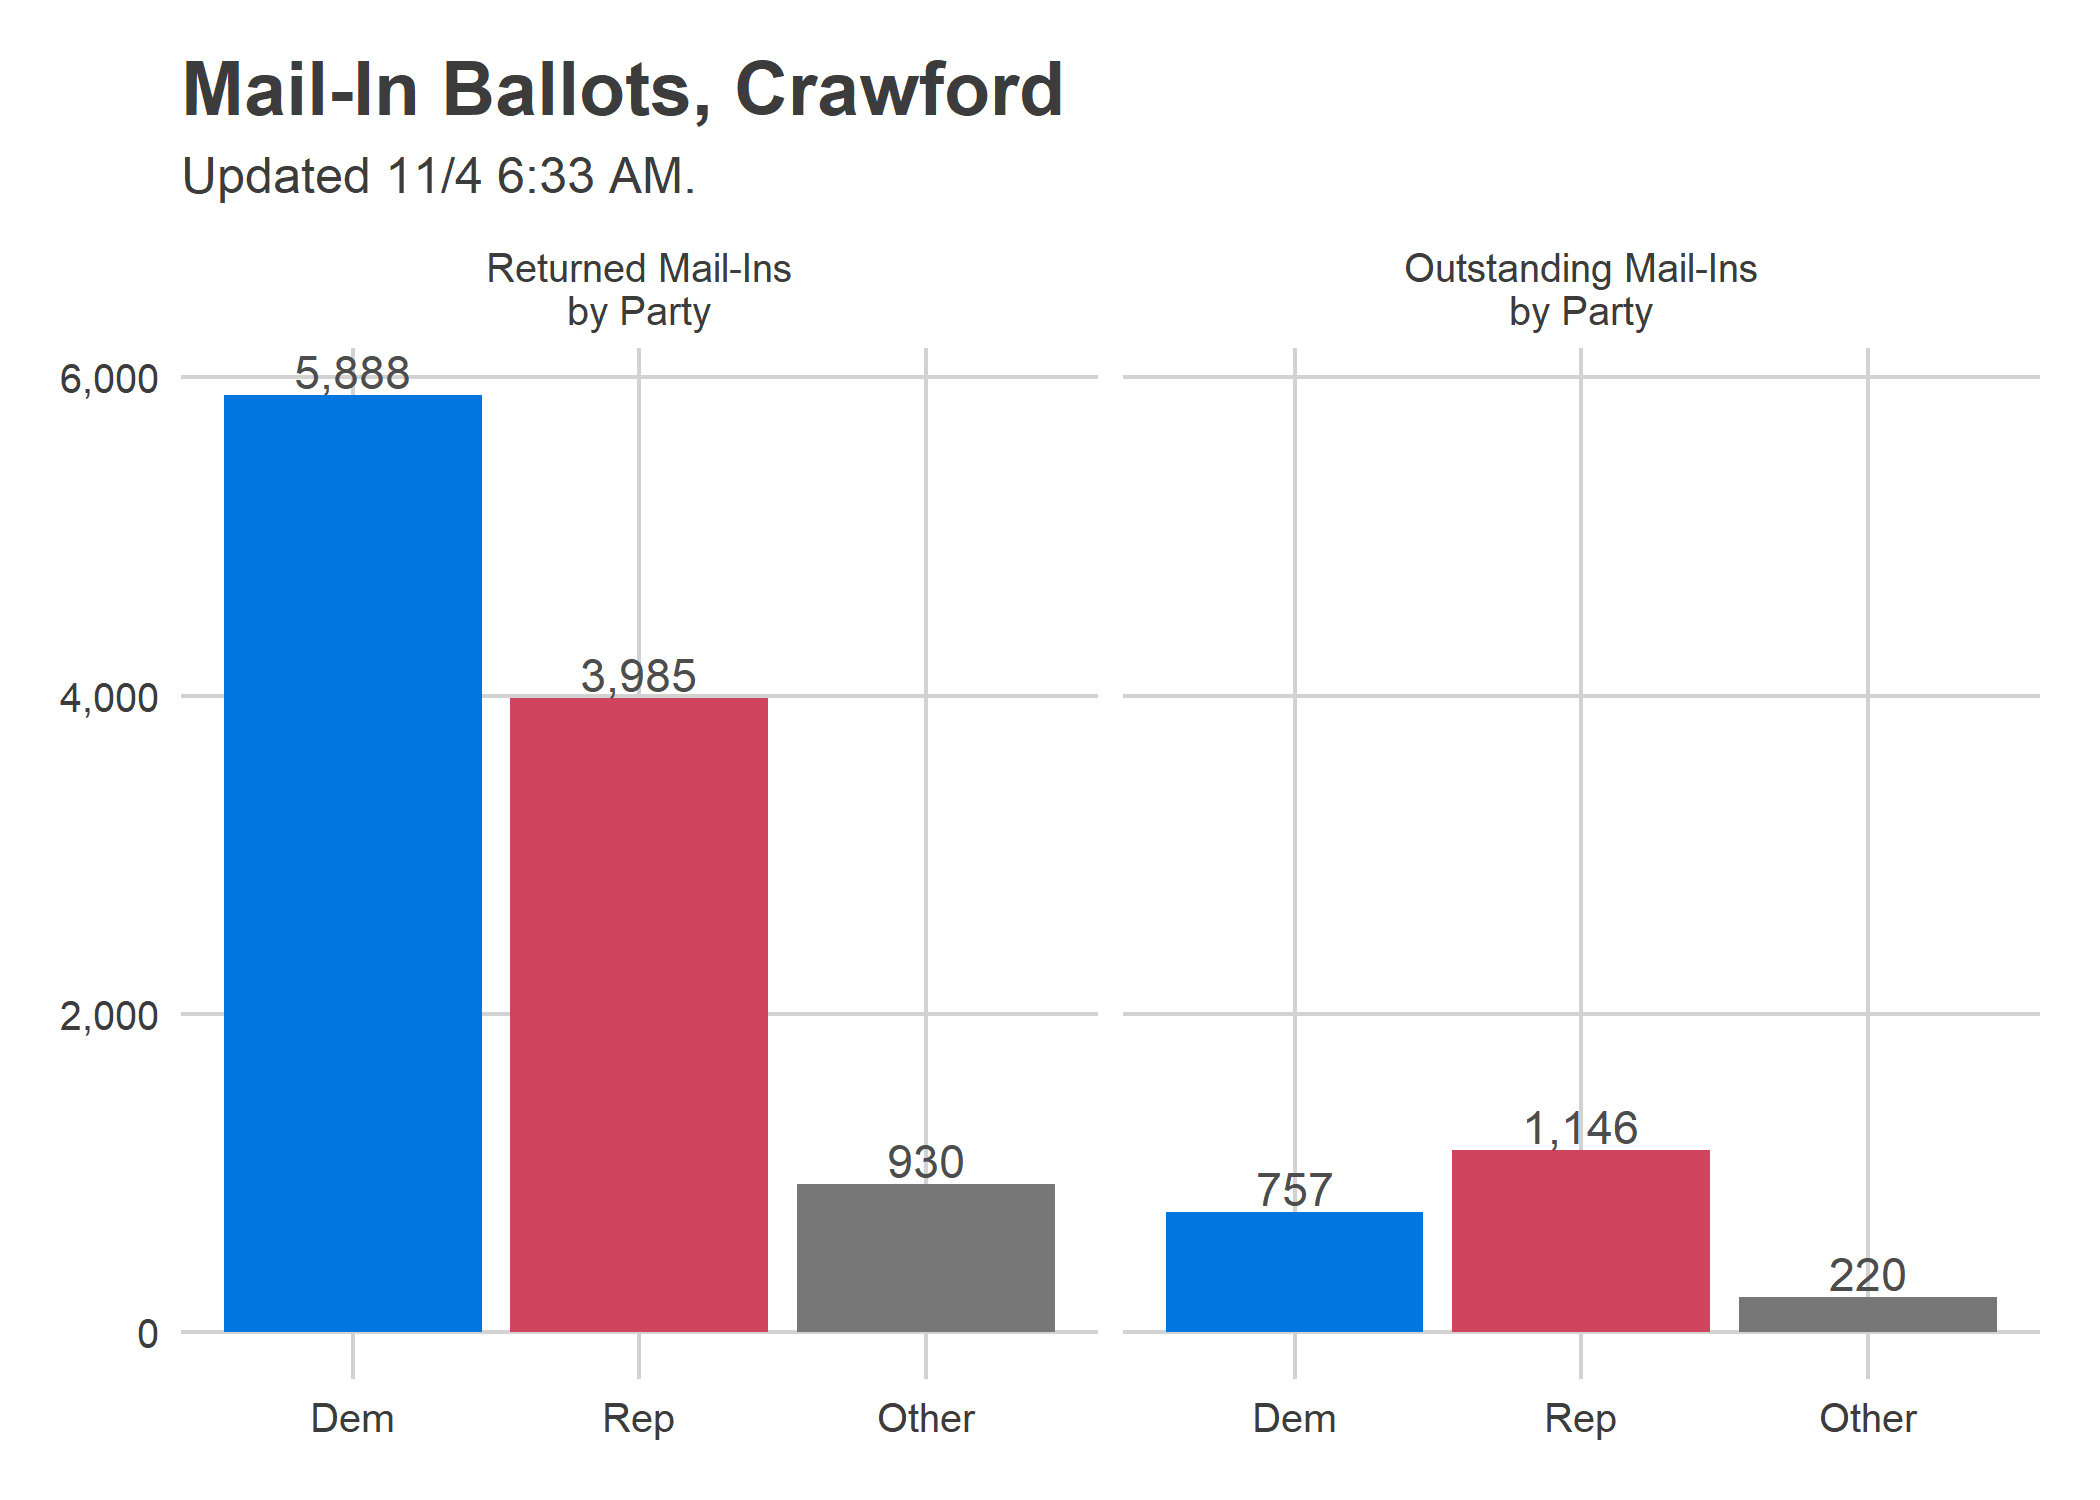 Mail-In Ballots, Crawford
Updated 11/4 6:33 AM.
Returned Mail-Ins
by Party
Outstanding Mail-Ins
by Party
6,000
4,000
2,000
0
5,888
3,985
930
757
1,146
220
Dem
Rep
Other
Dem
Rep
Other